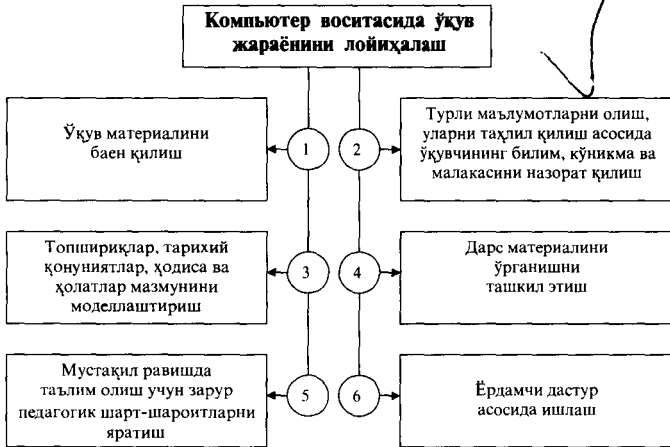 Компьютер воситасида ўқув
жараёнини лойиҳалаш
Ўқув материалини
баен қилиш
1
2
Турли маълумотларни олиш,
уларни таҳлил қилиш асосида
ўқувчининг билим, кўникма ва
малакасини назорат қилиш
Топшириқлар, тарихий
қонуниятлар, ҳодиса ва
ҳолатлар мазмунини
моделлаштириш
3
4
Дарс материалини
ўрганишни
ташкил этиш
Мустақил равишда
таълим олиш учун зарур
педагогик шарт-шароитларни
яратиш
5
6
Ёрдамчи дастур
асосида ишлаш